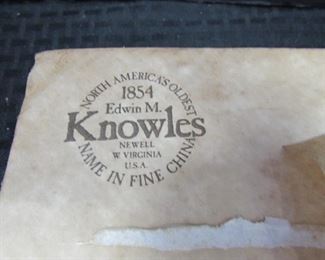 NORTH AMERICA'S OLDEST
1854
Edwin M.
Knowles
NEWELL
W VIRGINIA
U.S.A.
NAME IN FINE CHINA